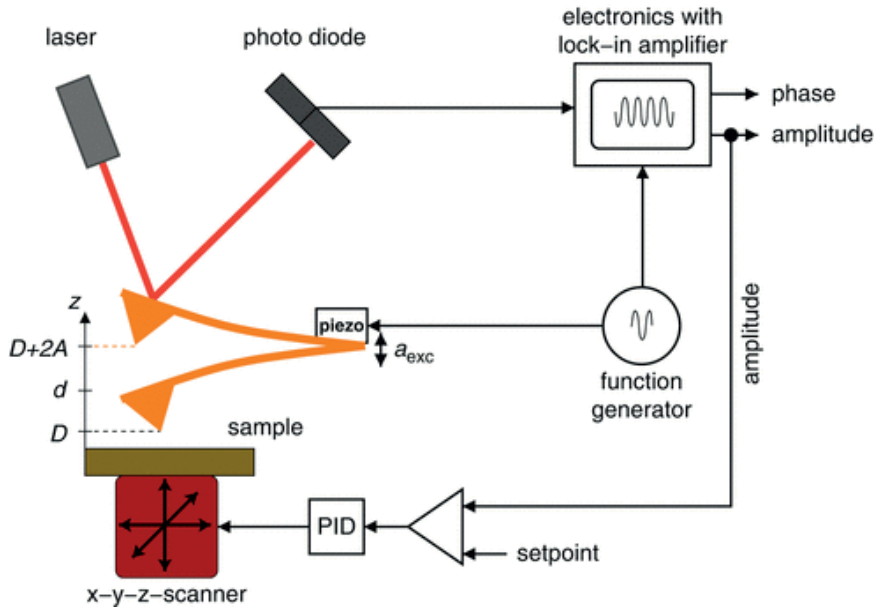 electronics with
lock−in amplifier
laser
photo diode
phase
amplitude
z
piezo
D+2A
a_exc
d
amplitude
function
generator
D
sample
PID
setpoint
x−y−z−scanner